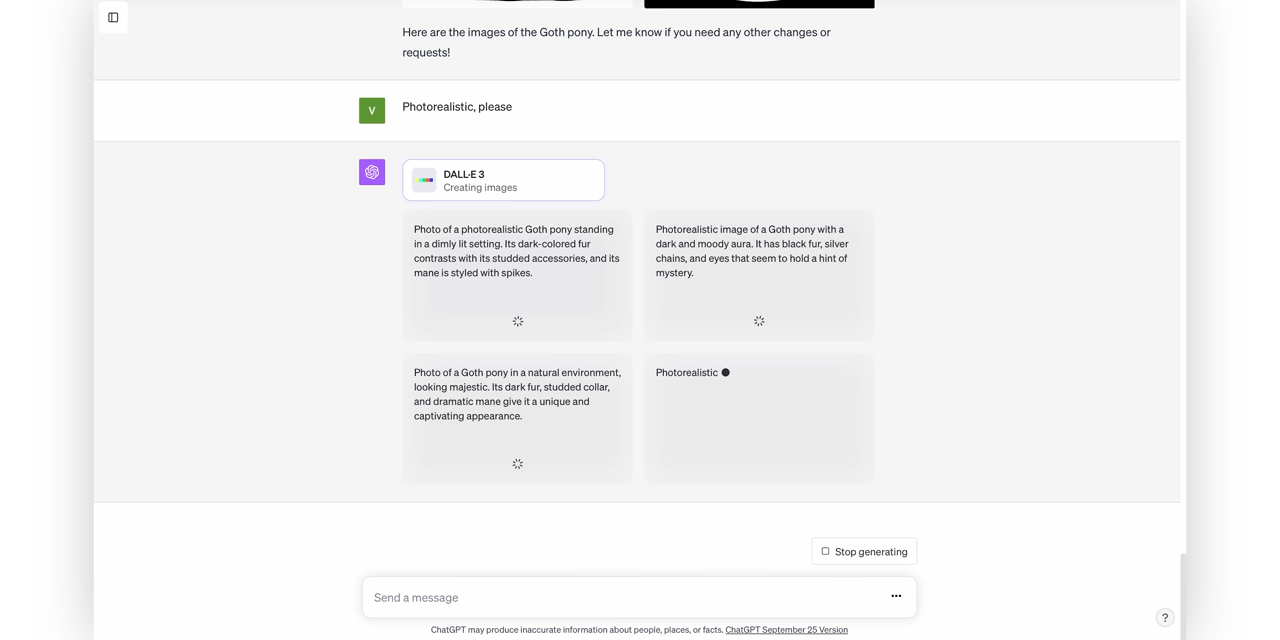 Here are the images of the Goth pony. Let me know if you need any other changes or
requests!
V
Photorealistic, please
DALL·E 3
Creating images
Photo of a photorealistic Goth pony standing
in a dimly lit setting. Its dark-colored fur
contrasts with its studded accessories, and its
mane is styled with spikes.
Photorealistic image of a Goth pony with a
dark and moody aura. It has black fur, silver
chains, and eyes that seem to hold a hint of
mystery.
Photo of a Goth pony in a natural environment,
looking majestic. Its dark fur, studded collar,
and dramatic mane give it a unique and
captivating appearance.
Photorealistic
Stop generating
Send a message
?
ChatGPT may produce inaccurate information about people, places, or facts. ChatGPT September 25 Version